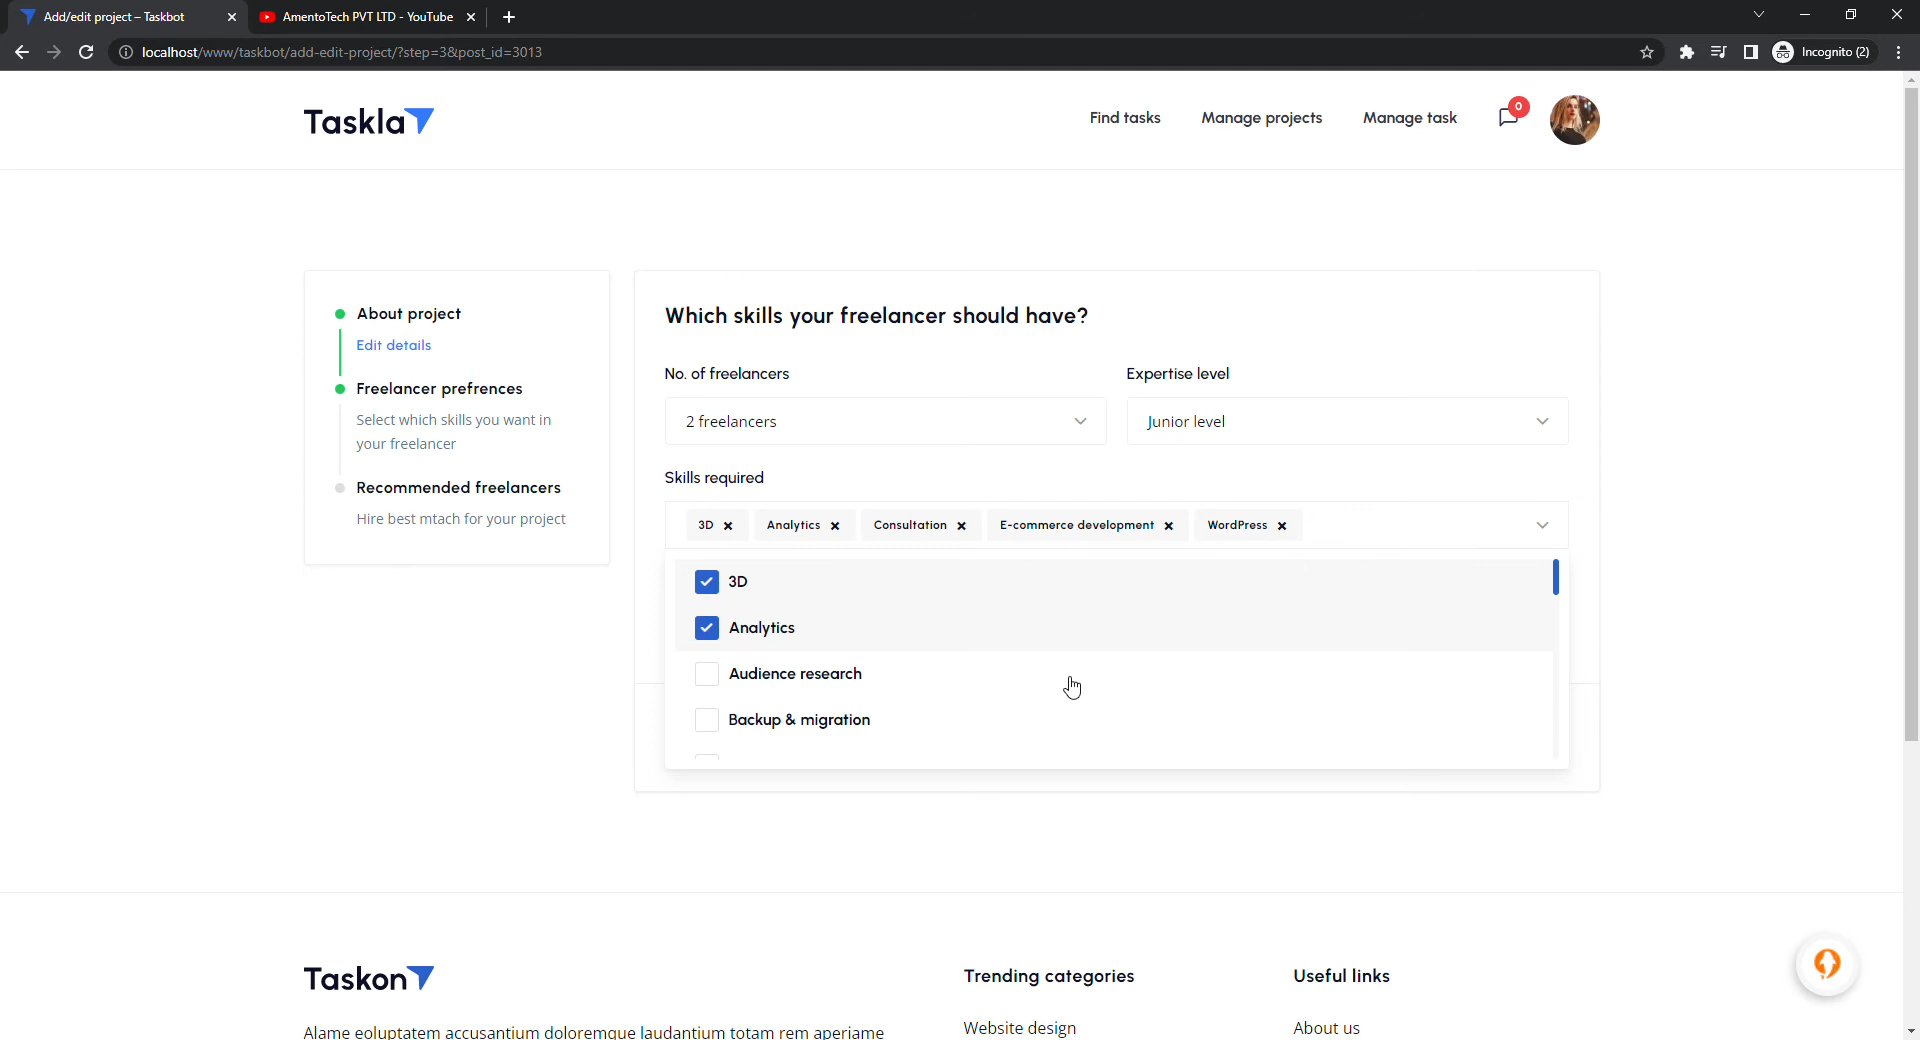 Add/edit project – Taskbot
AmentoTech PVT LTD - YouTube
localhost/www/taskbot/add-edit-project/?step=3&post_id=3013
Incognito (2)
Taskla
Find tasks
Manage projects
Manage task
0
About project
Edit details
Freelancer prefrences
Select which skills you want in
your freelancer
Recommended freelancers
Hire best mtach for your project
Which skills your freelancer should have?
No. of freelancers
Expertise level
2 freelancers
Junior level
Skills required
3D
Analytics
Consultation
E-commerce development
WordPress
3D
Analytics
Audience research
Backup & migration
Taskon
Trending categories
Useful links
Alame eoluptatem accusantium doloremque laudantium totam rem aperiame
Website design
About us